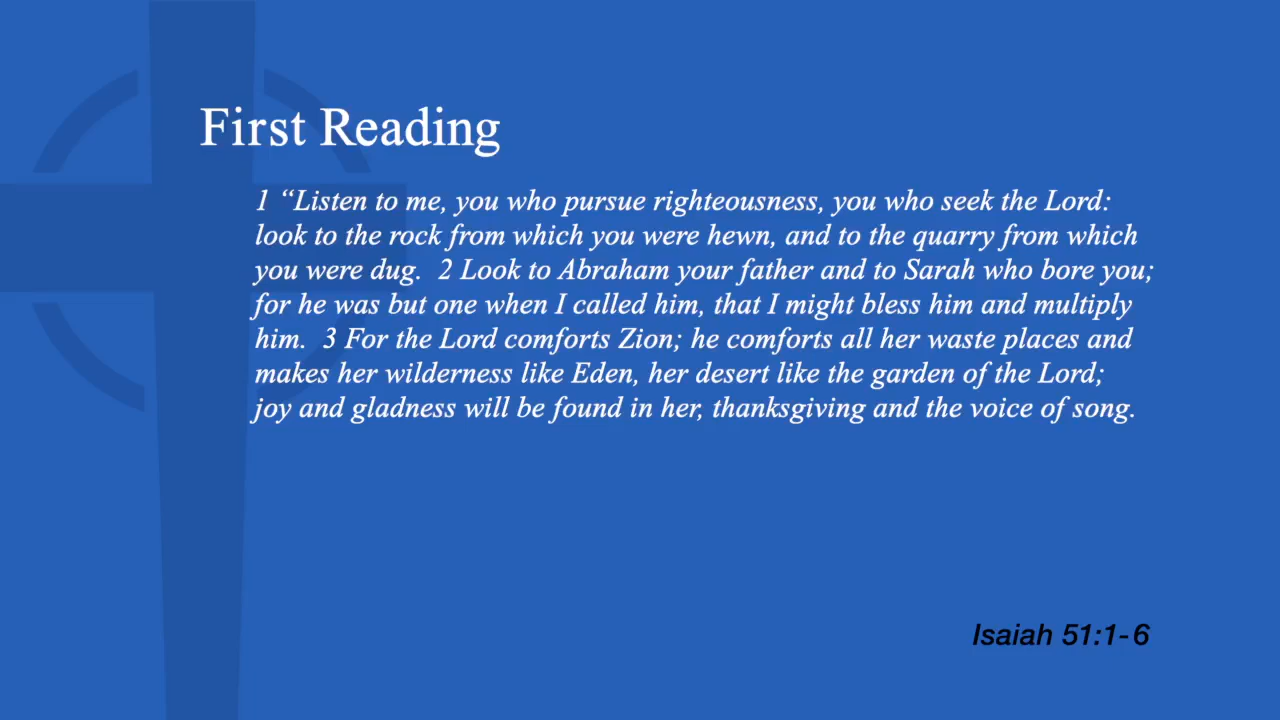 First Reading
1 “Listen to me, you who pursue righteousness, you who seek the Lord:
look to the rock from which you were hewn, and to the quarry from which
you were dug.  2 Look to Abraham your father and to Sarah who bore you;
for he was but one when I called him, that I might bless him and multiply
him.  3 For the Lord comforts Zion; he comforts all her waste places and
makes her wilderness like Eden, her desert like the garden of the Lord;
joy and gladness will be found in her, thanksgiving and the voice of song.
Isaiah 51:1-6